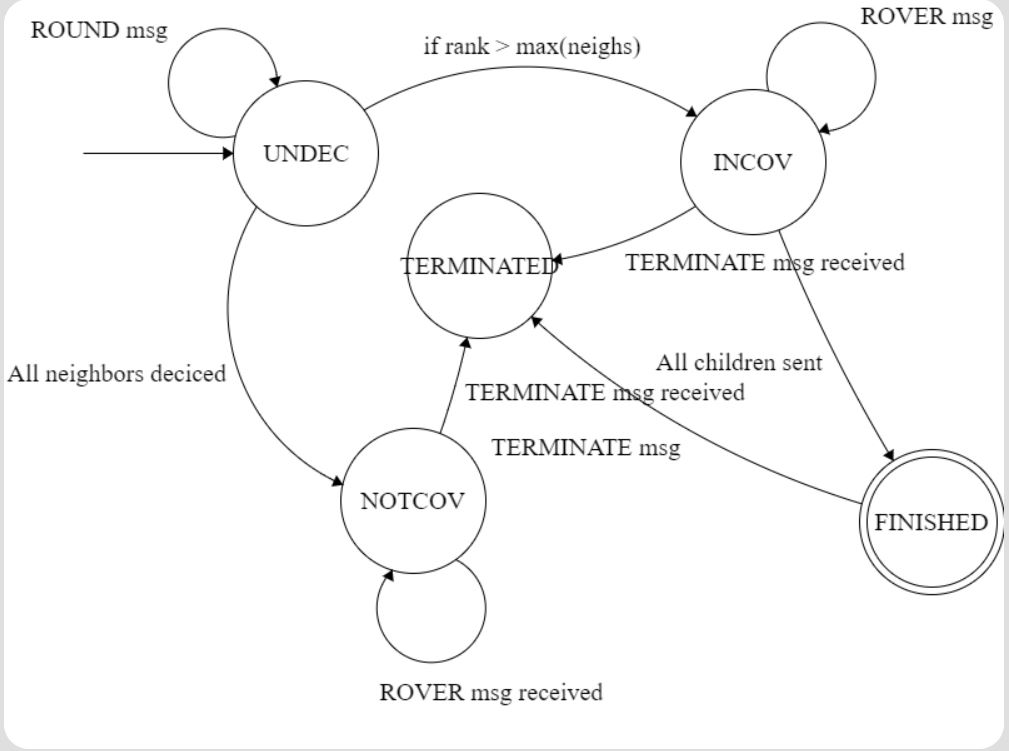 ROUND msg
if rank > max(neighs)
ROVER msg
UNDEC
INCOV
TERMINATED
TERMINATE msg received
All neighbors deciced
All children sent
TERMINATE msg received
TERMINATE msg
NOTCOV
FINISHED
ROVER msg received